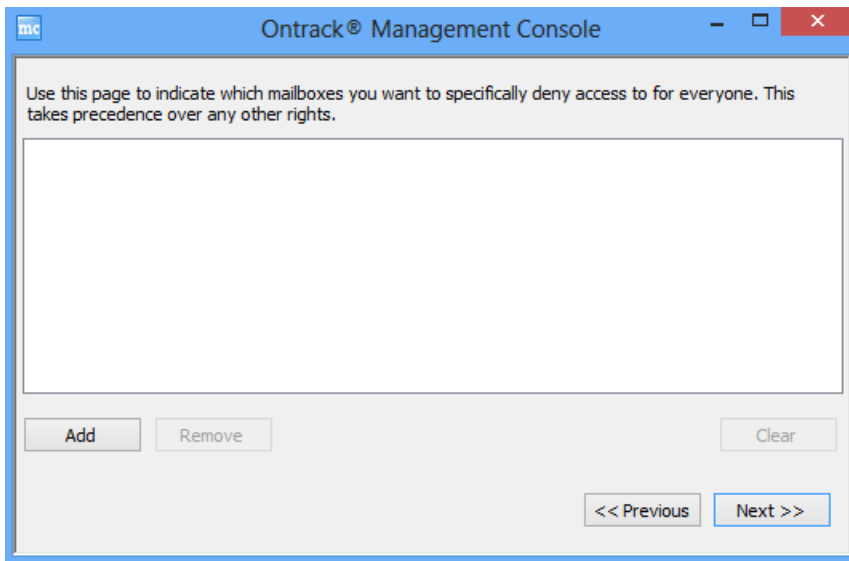 mc
Ontrack® Management Console
Use this page to indicate which mailboxes you want to specifically deny access to for everyone. This
takes precedence over any other rights.
Add
Remove
Clear
<< Previous
Next >>